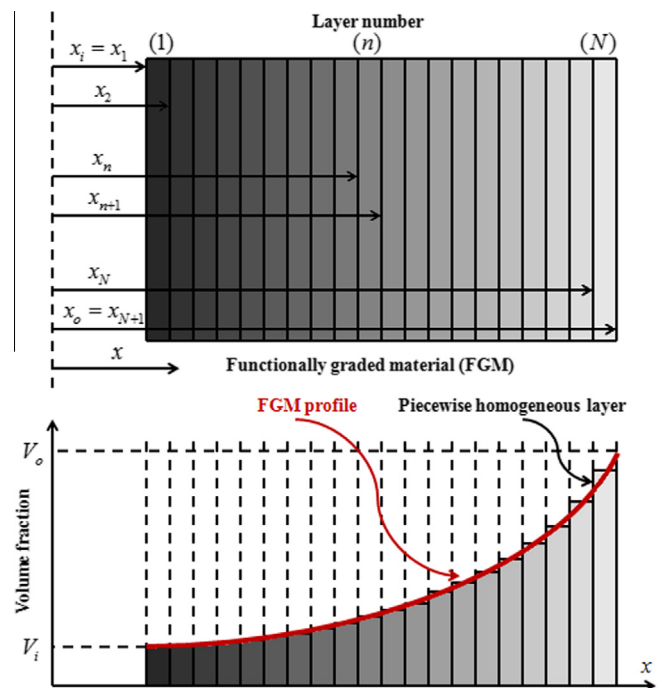 Layer number
(1) (n) (N)
x_i = x_1
x_2
x_n
x_{n+1}
x_N
x_o = x_{N+1}
x
Functionally graded material (FGM)
FGM profile
Piecewise homogeneous layer
V_o
Volume fraction
V_i
x